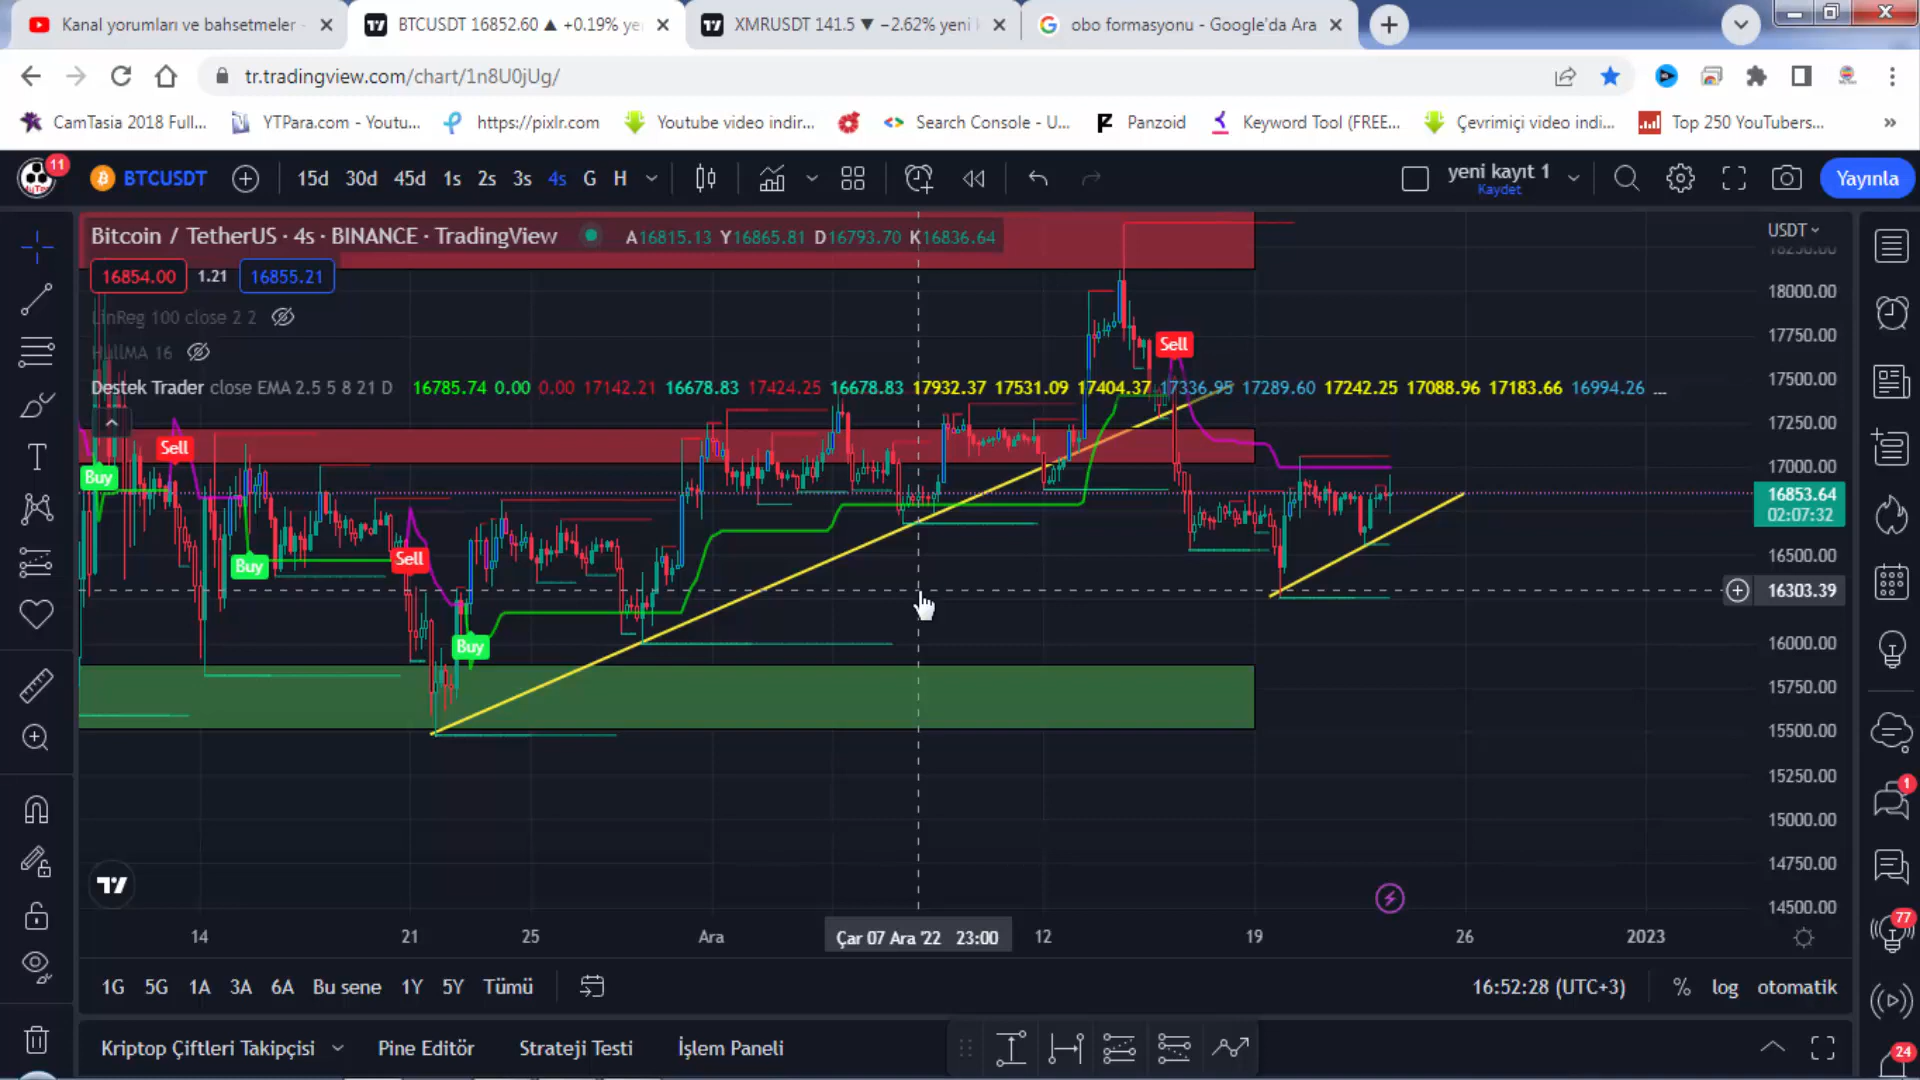 Kanal yorumları ve bahsetmeler -
BTCUSDT 16852.60 ▲ +0.19% ye
XMRUSDT 141.5 ▼ −2.62% yeni
obo formasyonu - Google'da Ara
tr.tradingview.com/chart/1n8U0jUg/
CamTasia 2018 Full...
YTPara.com - Youtu...
https://pixlr.com
Youtube video indir...
Search Console - U...
Panzoid
Keyword Tool (FREE...
Çevrimiçi video indi...
Top 250 YouTubers...
»
11
BTCUSDT
15d 30d 45d 1s 2s 3s 4s G H
yeni kayıt 1
Kaydet
Yayınla
Bitcoin / TetherUS · 4s · BINANCE · TradingView
A16815.13 Y16865.81 D16793.70 K16836.64
USDT
18250.00
16854.00 1.21 16855.21
LinReg 100 close 2 2
HullMA 16
Destek Trader close EMA 2.5 5 8 21 D 16785.74 0.00 0.00 17142.21 16678.83 17424.25 16678.83 17932.37 17531.09 17404.37 17336.95 17289.60 17242.25 17088.96 17183.66 16994.26 ...
Sell
Sell
Buy
Buy
Sell
Buy
18000.00
17750.00
17500.00
17250.00
17000.00
16853.64
02:07:32
16500.00
16303.39
16000.00
15750.00
15500.00
15250.00
15000.00
14750.00
14500.00
14 21 25 Ara Çar 07 Ara '22 23:00 12 19 26 2023
1G 5G 1A 3A 6A Bu sene 1Y 5Y Tümü
16:52:28 (UTC+3) % log otomatik
Kriptop Çiftleri Takipçisi Pine Editör Strateji Testi İşlem Paneli
1
77
24